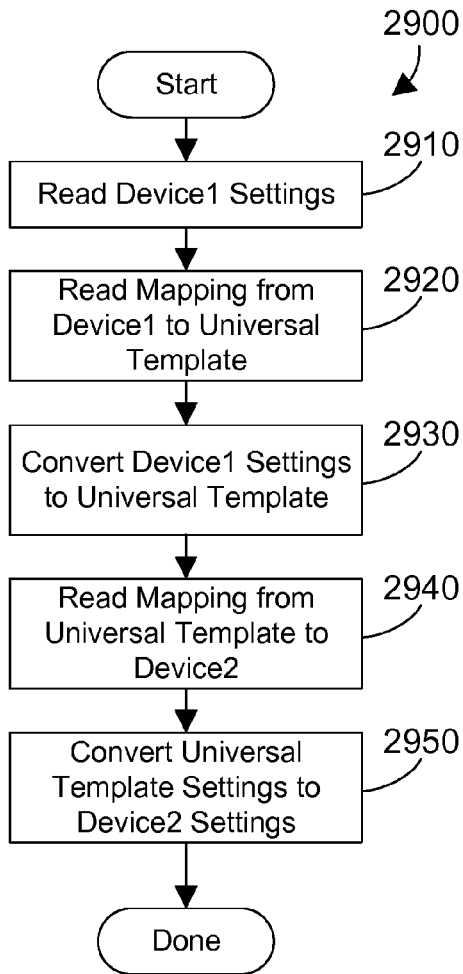 2900
Start
2910
Read Device1 Settings
2920
Read Mapping from
Device1 to Universal
Template
2930
Convert Device1 Settings
to Universal Template
2940
Read Mapping from
Universal Template to
Device2
2950
Convert Universal
Template Settings to
Device2 Settings
Done